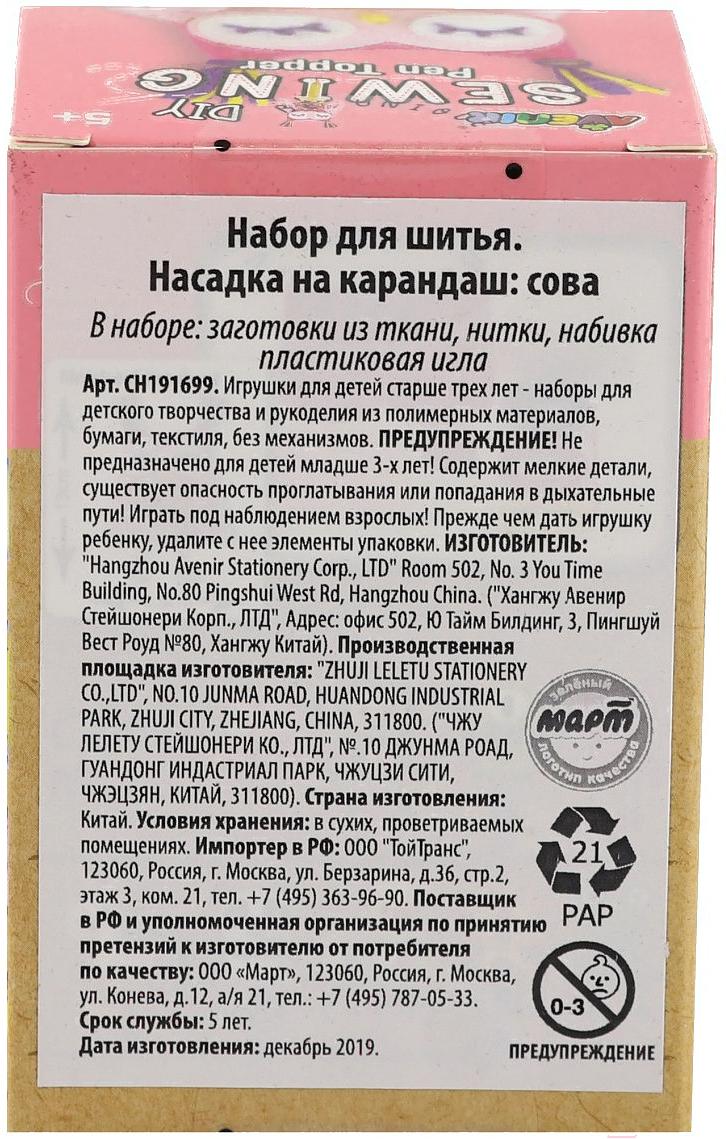 5+
DIY
SEWING
Pen Topper
AVENIR
Набор для шитья.
Насадка на карандаш: сова
В наборе: заготовки из ткани, нитки, набивка
пластиковая игла
Арт. CH191699. Игрушки для детей старше трех лет - наборы для
детского творчества и рукоделия из полимерных материалов,
бумаги, текстиля, без механизмов. ПРЕДУПРЕЖДЕНИЕ! Не
предназначено для детей младше 3-х лет! Содержит мелкие детали,
существует опасность проглатывания или попадания в дыхательные
пути! Играть под наблюдением взрослых! Прежде чем дать игрушку
ребенку, удалите с нее элементы упаковки. ИЗГОТОВИТЕЛЬ:
"Hangzhou Avenir Stationery Corp., LTD" Room 502, No. 3 You Time
Building, No.80 Pingshui West Rd, Hangzhou China. ("Хангжу Авенир
Стейшонери Корп., ЛТД", Адрес: офис 502, Ю Тайм Билдинг, 3, Пингшуй
Вест Роуд №80, Хангжу Китай). Производственная
площадка изготовителя: "ZHUJI LELETU STATIONERY
CO.,LTD", NO.10 JUNMA ROAD, HUANDONG INDUSTRIAL
PARK, ZHUJI CITY, ZHEJIANG, CHINA, 311800. ("ЧЖУ
ЛЕЛЕТУ СТЕЙШОНЕРИ КО., ЛТД", №.10 ДЖУНМА РОАД,
ГУАНДОНГ ИНДАСТРИАЛ ПАРК, ЧЖУЦЗИ СИТИ,
ЧЖЭЦЗЯН, КИТАЙ, 311800). Страна изготовления:
Китай. Условия хранения: в сухих, проветриваемых
помещениях. Импортер в РФ: ООО "ТойТранс",
123060, Россия, г. Москва, ул. Берзарина, д.36, стр.2,
этаж 3, ком. 21, тел. +7 (495) 363-96-90. Поставщик
в РФ и уполномоченная организация по принятию
претензий к изготовителю от потребителя
по качеству: ООО «Март», 123060, Россия, г. Москва,
ул. Конева, д.12, а/я 21, тел.: +7 (495) 787-05-33.
Срок службы: 5 лет.
Дата изготовления: декабрь 2019.
зелёный
март
логотип качества
21
PAP
0-3
ПРЕДУПРЕЖДЕНИЕ